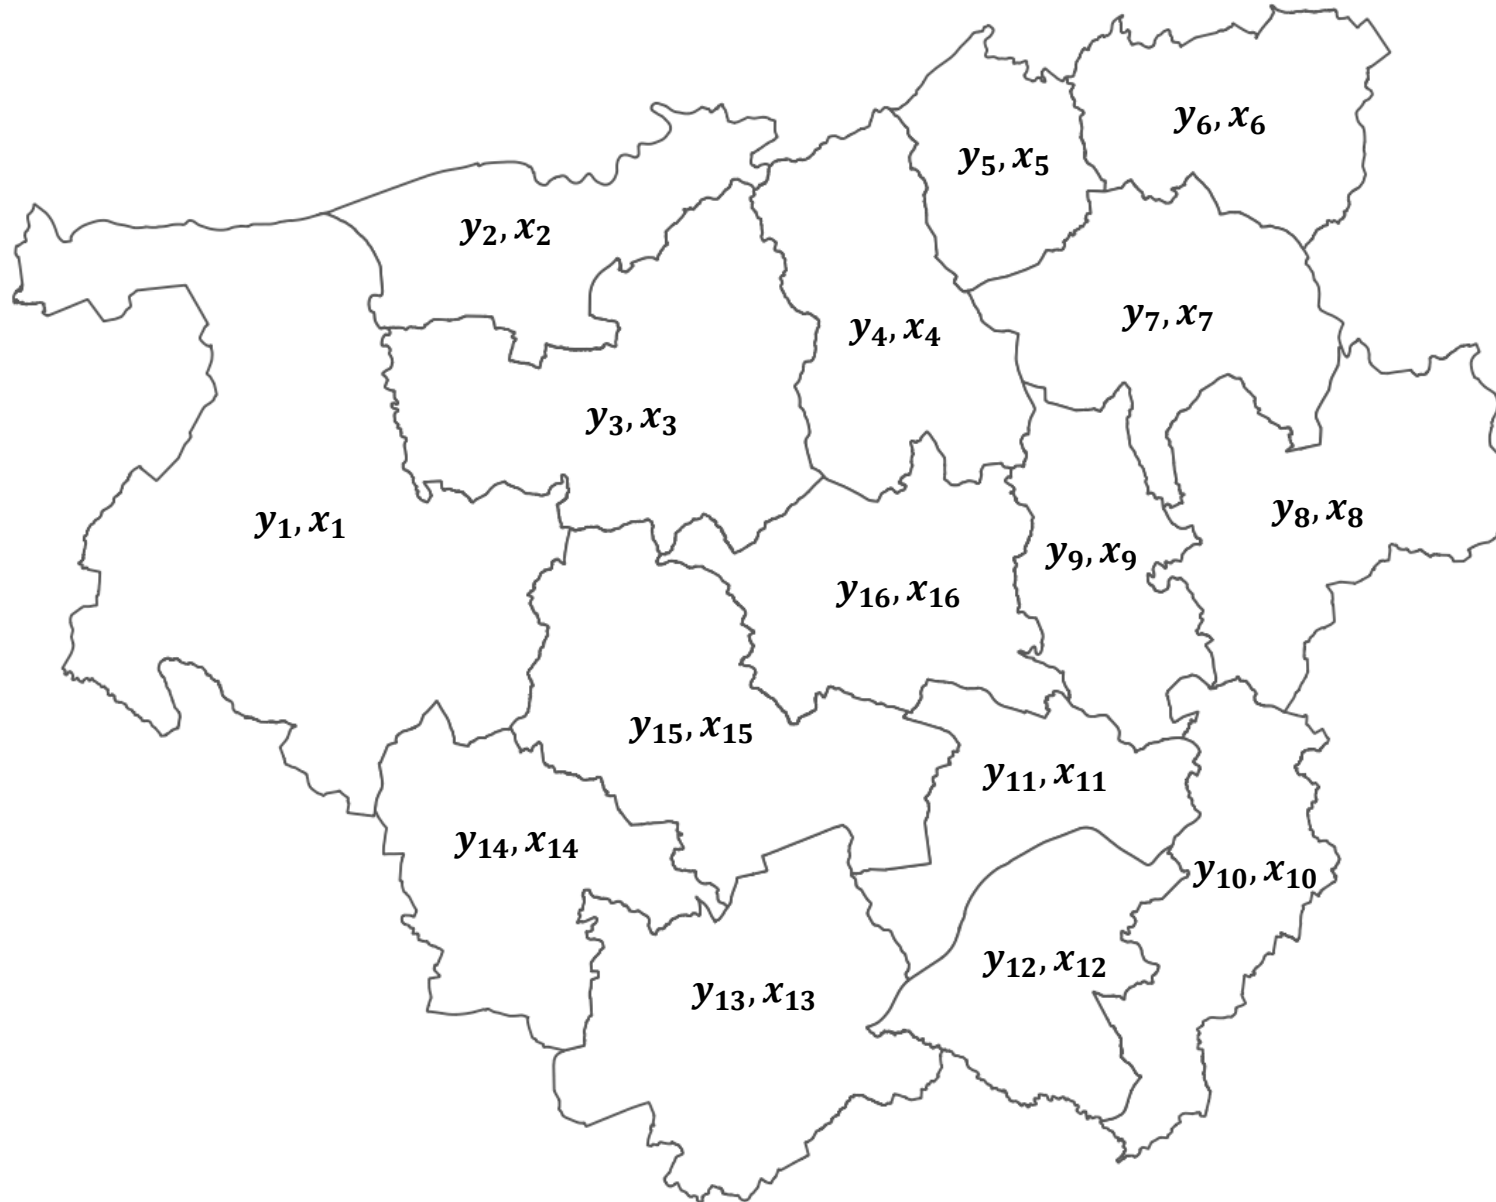 y₆, x₆
y₅, x₅
y₂, x₂
y₇, x₇
y₄, x₄
y₃, x₃
y₈, x₈
y₁, x₁
y₉, x₉
y₁₆, x₁₆
y₁₅, x₁₅
y₁₁, x₁₁
y₁₄, x₁₄
y₁₀, x₁₀
y₁₂, x₁₂
y₁₃, x₁₃